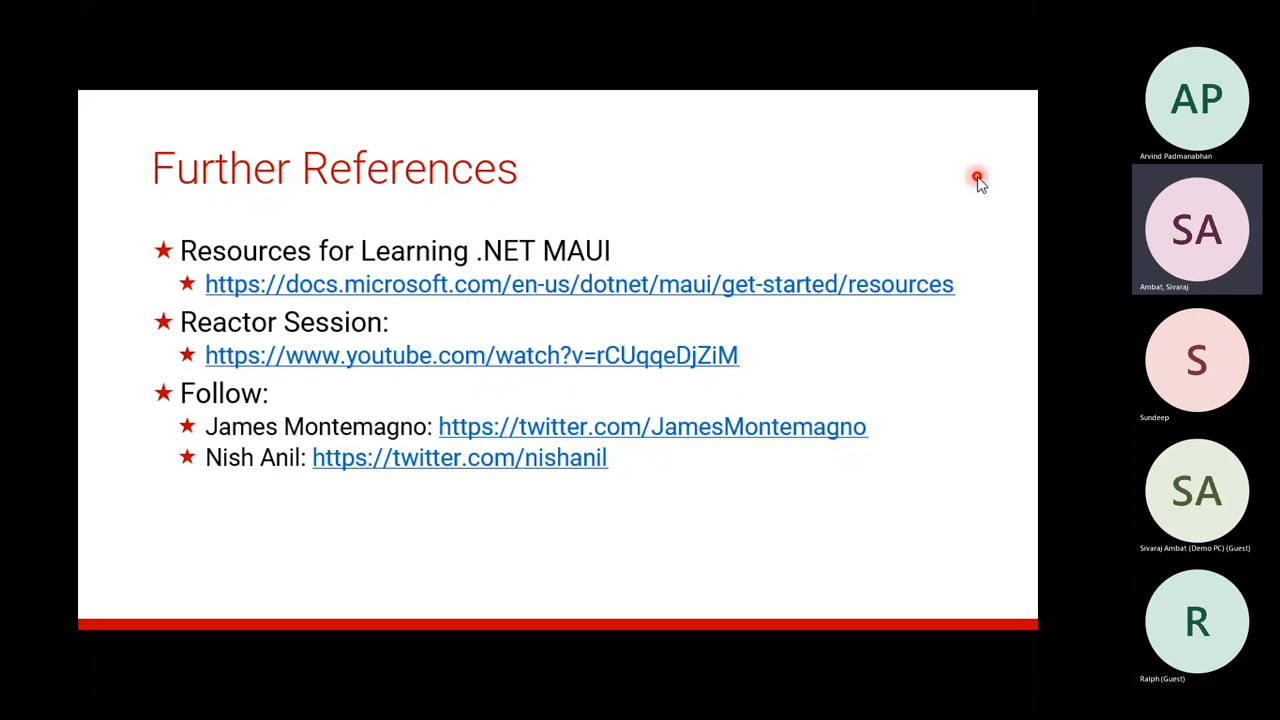 Further References
Resources for Learning .NET MAUI
https://docs.microsoft.com/en-us/dotnet/maui/get-started/resources
Reactor Session:
https://www.youtube.com/watch?v=rCUqqeDjZiM
Follow:
James Montemagno: https://twitter.com/JamesMontemagno
Nish Anil: https://twitter.com/nishanil
AP
Arvind Padmanabhan
SA
Ambat, Sivaraj
S
Sundeep
SA
Sivaraj Ambat (Demo PC) (Guest)
R
Ralph (Guest)